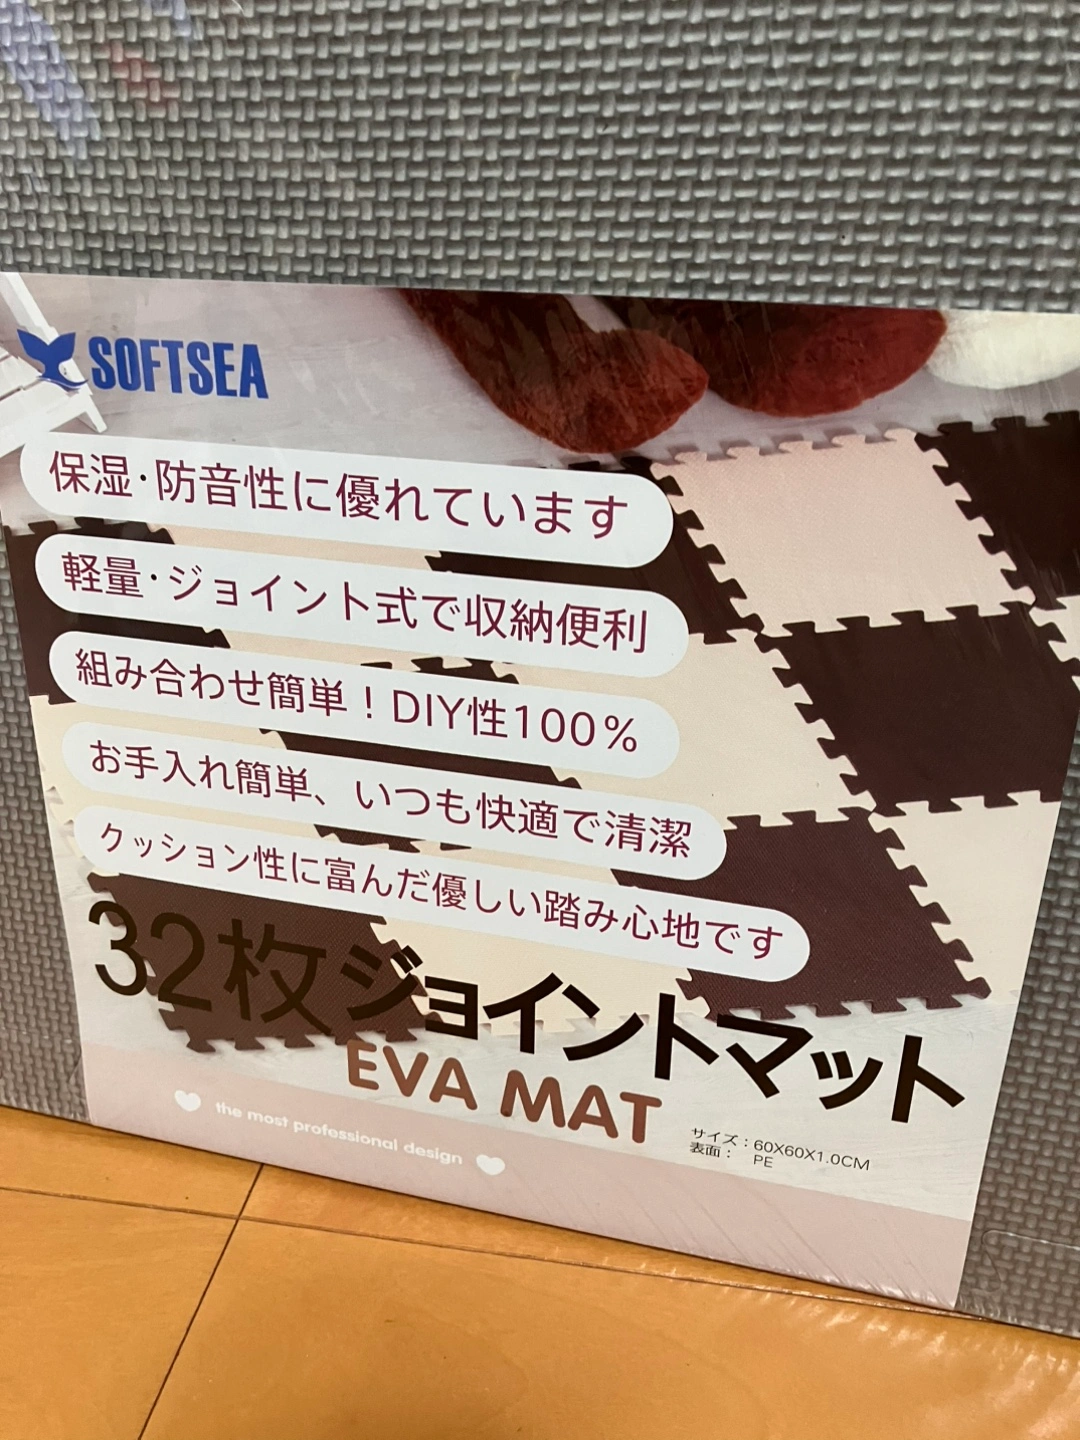 SOFTSEA
保湿·防音性に優れています
軽量·ジョイント式で収納便利
組み合わせ簡単！DIY性100％
お手入れ簡単、いつも快適で清潔
クッション性に富んだ優しい踏み心地です
32枚ジョイントマット
EVA MAT
the most professional design
サイズ：60X60X1.0CM
表面： PE